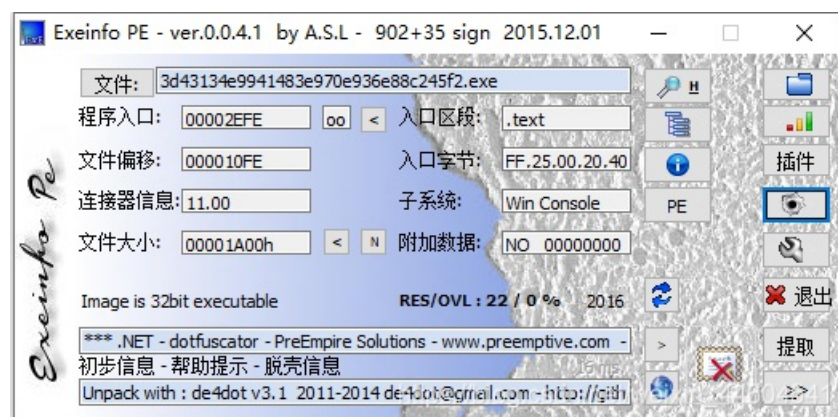 Exeinfo PE - ver.0.0.4.1 by A.S.L - 902+35 sign 2015.12.01
文件: 3d43134e9941483e970e936e88c245f2.exe H
程序入口: 00002EFE oo < 入口区段: .text
文件偏移: 000010FE 入口字节: FF.25.00.20.40 插件
连接器信息: 11.00 子系统: Win Console PE
文件大小: 00001A00h < N 附加数据: NO 00000000
Image is 32bit executable RES/OVL : 22 / 0 % 2016 退出
*** .NET - dotfuscator - PreEmpire Solutions - www.preemptive.com - > 提取
初步信息 - 帮助提示 - 脱壳信息
Unpack with : de4dot v3.1 2011-2014 de4dot@gmail.com - http://gith >>
Exeinfo Pe